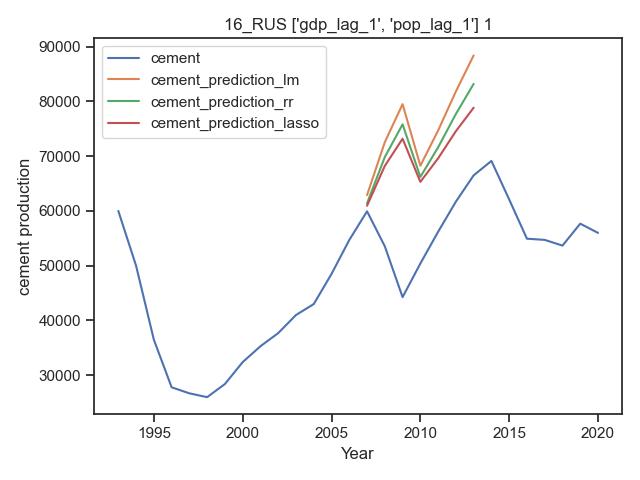 16_RUS ['gdp_lag_1', 'pop_lag_1'] 1
90000
80000
70000
60000
50000
40000
30000
cement production
cement
cement_prediction_lm
cement_prediction_rr
cement_prediction_lasso
1995
2000
2005
2010
2015
2020
Year